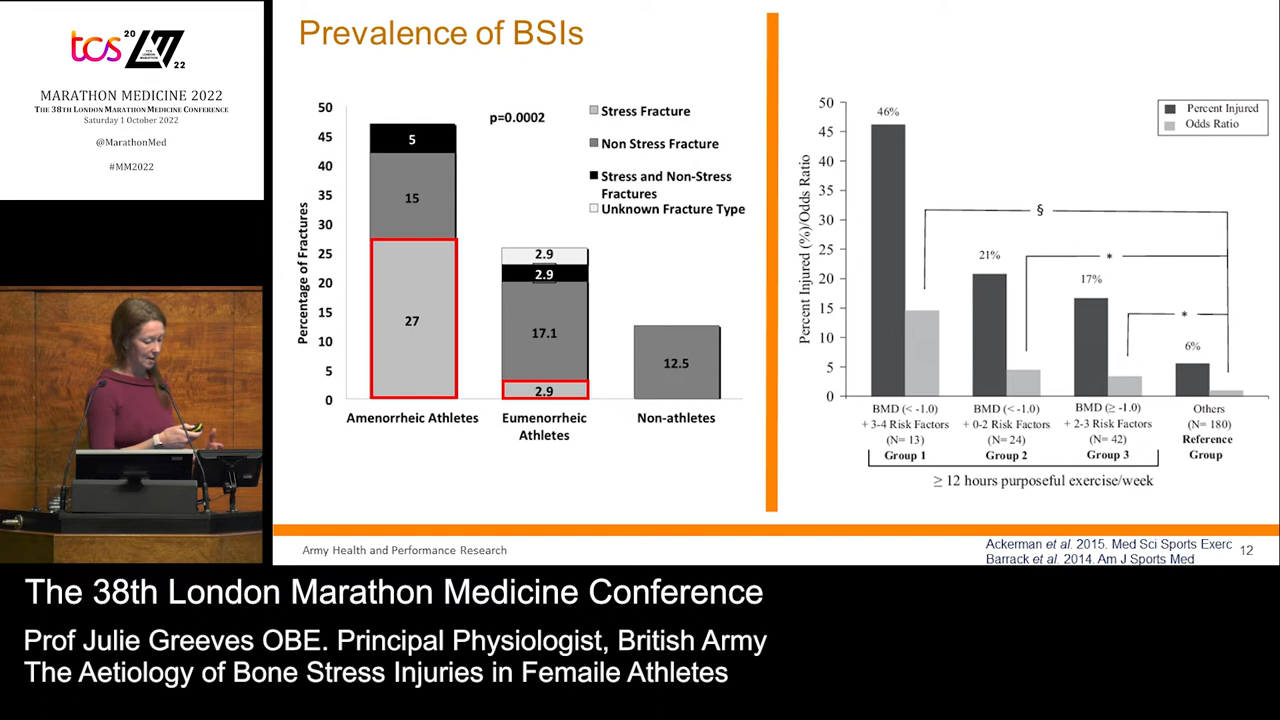 tcs
20
22
MARATHON MEDICINE 2022
THE 38TH LONDON MARATHON MEDICINE CONFERENCE
Saturday 1 October 2022
@MarathonMed
#MM2022
Prevalence of BSIs
50
45
40
35
30
25
20
15
10
5
0
Percentage of Fractures
p=0.0002
Stress Fracture
Non Stress Fracture
Stress and Non-Stress
Fractures
Unknown Fracture Type
5
15
27
2.9
2.9
17.1
2.9
12.5
Amenorrheic Athletes
Eumenorrheic
Athletes
Non-athletes
50
45
40
35
30
25
20
15
10
5
0
Percent Injured (%)/Odds Ratio
Percent Injured
Odds Ratio
46%
21%
17%
6%
§
*
*
BMD (< -1.0)
+ 3-4 Risk Factors
(N= 13)
Group 1
BMD (< -1.0)
+ 0-2 Risk Factors
(N= 24)
Group 2
BMD (≥ -1.0)
+ 2-3 Risk Factors
(N= 42)
Group 3
Others
(N= 180)
Reference
Group
≥ 12 hours purposeful exercise/week
Army Health and Performance Research
Ackerman et al. 2015. Med Sci Sports Exerc
Barrack et al. 2014. Am J Sports Med
12
The 38th London Marathon Medicine Conference
Prof Julie Greeves OBE. Principal Physiologist, British Army
The Aetiology of Bone Stress Injuries in Femaile Athletes